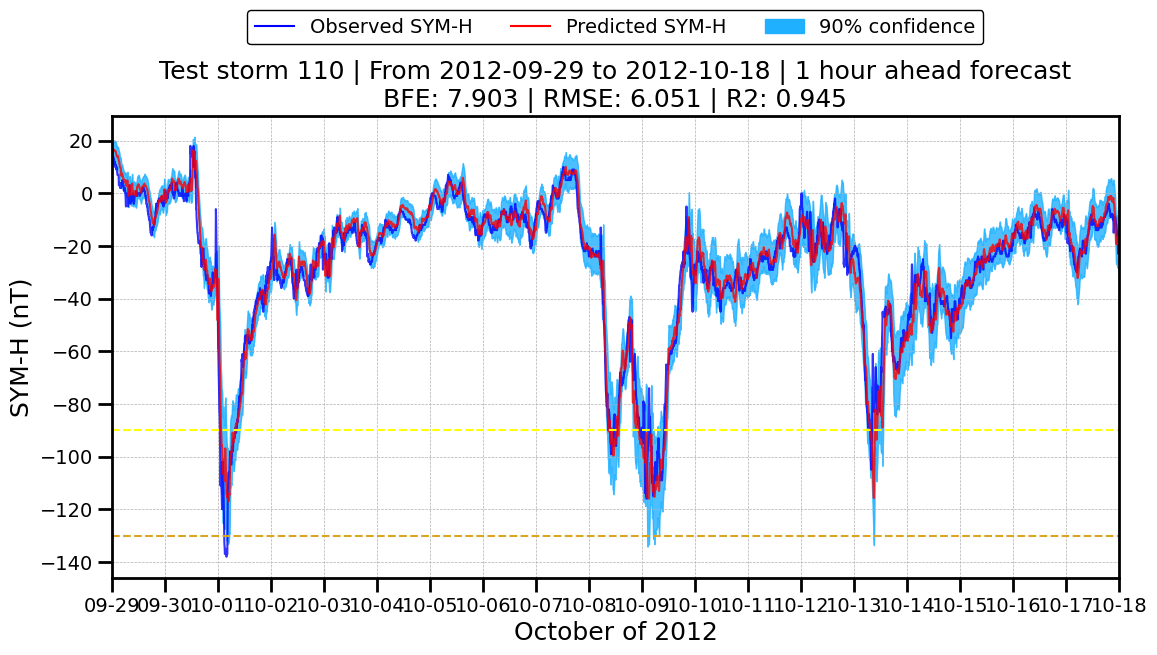 Observed SYM-H Predicted SYM-H 90% confidence
Test storm 110 | From 2012-09-29 to 2012-10-18 | 1 hour ahead forecast
BFE: 7.903 | RMSE: 6.051 | R2: 0.945
SYM-H (nT)
20
0
−20
−40
−60
−80
−100
−120
−140
09-29 09-30 10-01 10-02 10-03 10-04 10-05 10-06 10-07 10-08 10-09 10-10 10-11 10-12 10-13 10-14 10-15 10-16 10-17 10-18
October of 2012